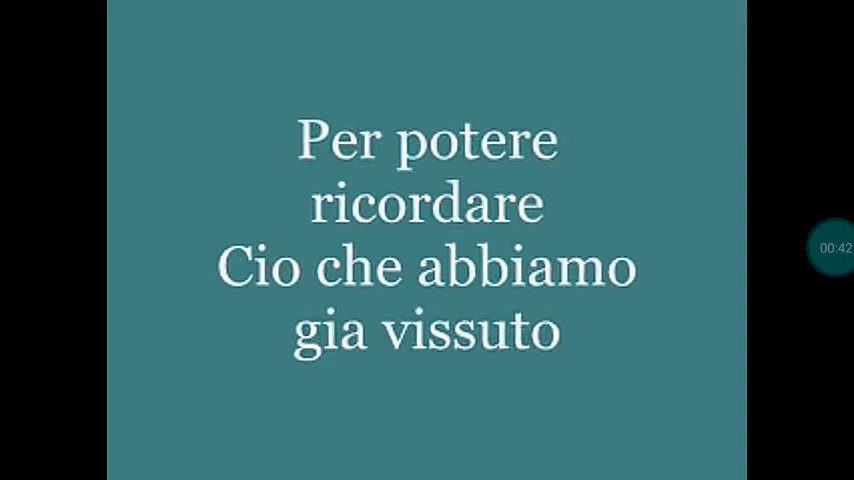 Per potere
ricordare
Cio che abbiamo
gia vissuto
00:42